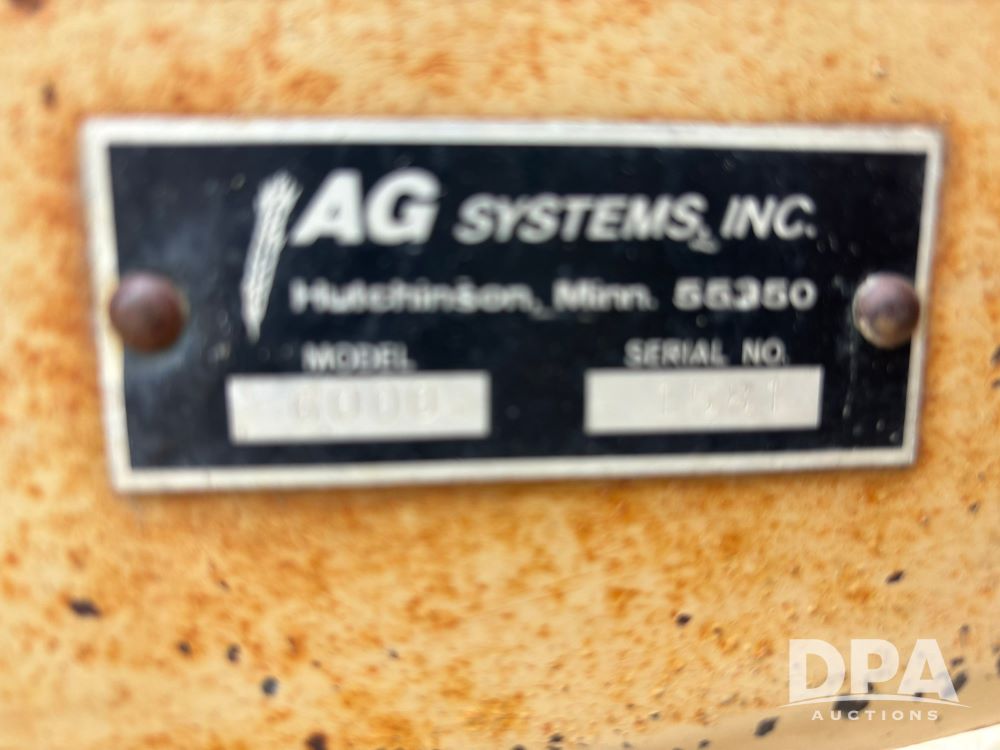 AG SYSTEMS, INC.
Hutchinson, Minn. 55350
MODEL SERIAL NO.
DPA
AUCTIONS